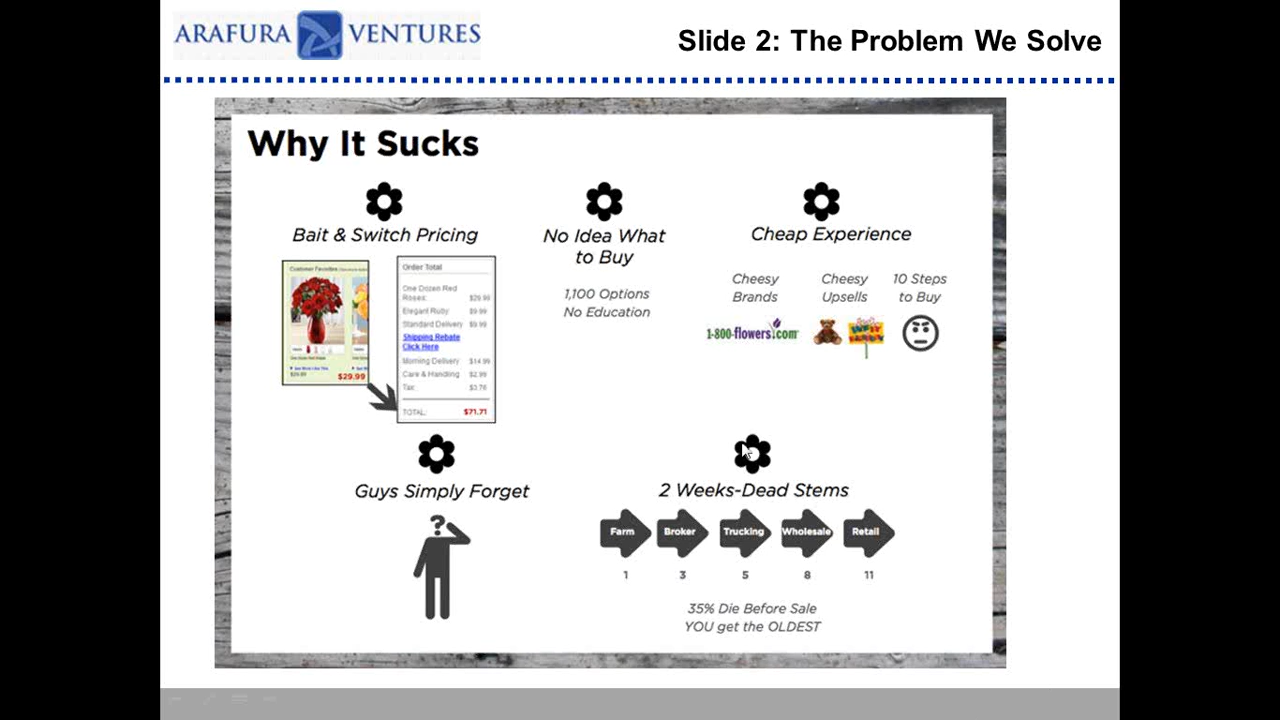 ARAFURA VENTURES
Slide 2: The Problem We Solve
Why It Sucks
Bait & Switch Pricing
Customer Favorites
$29.99
$29.99
Order Total
One Dozen Red
Roses: $29.99
Elegant Ruby $9.99
Standard Delivery $9.99
Shipping Rebate
Click Here
Morning Delivery $14.99
Care & Handling $2.99
Tax: $3.76
TOTAL: $71.71
No Idea What
to Buy
1,100 Options
No Education
Cheap Experience
Cheesy
Brands
1-800-flowers.com
Cheesy
Upsells
10 Steps
to Buy
Guys Simply Forget
?
2 Weeks-Dead Stems
Farm Broker Trucking Wholesale Retail
1 3 5 8 11
35% Die Before Sale
YOU get the OLDEST